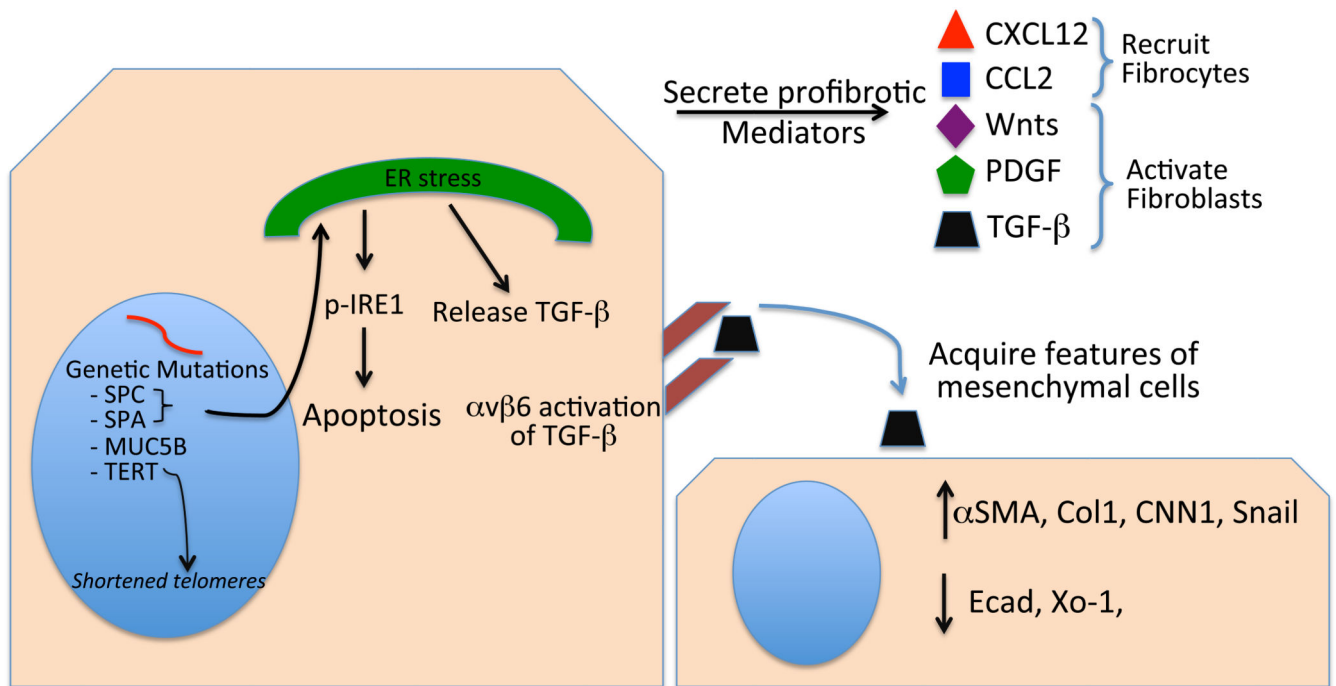 CXCL12
CCL2
Recruit
Fibrocytes
Secrete profibrotic
Mediators
Wnts
PDGF
TGF-β
Activate
Fibroblasts
ER stress
p-IRE1
Release TGF-β
Apoptosis
αvβ6 activation
of TGF-β
Genetic Mutations
- SPC
- SPA
- MUC5B
- TERT
Shortened telomeres
Acquire features of
mesenchymal cells
αSMA, Col1, CNN1, Snail
Ecad, Xo-1,